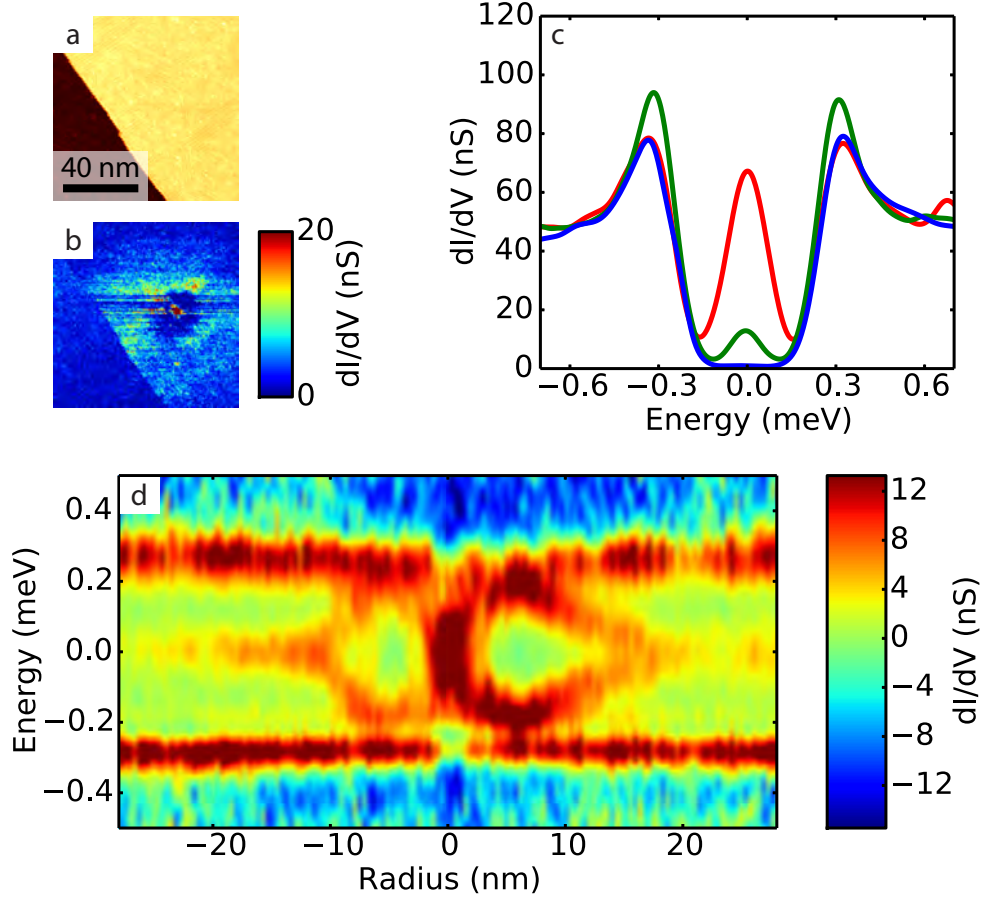 a
40 nm
b
20
0
dI/dV (nS)
c
120
100
80
60
40
20
0
dI/dV (nS)
−0.6
−0.3
0.0
0.3
0.6
Energy (meV)
d
0.4
0.2
0.0
−0.2
−0.4
Energy (meV)
−20
−10
0
10
20
Radius (nm)
12
8
4
0
−4
−8
−12
dI/dV (nS)